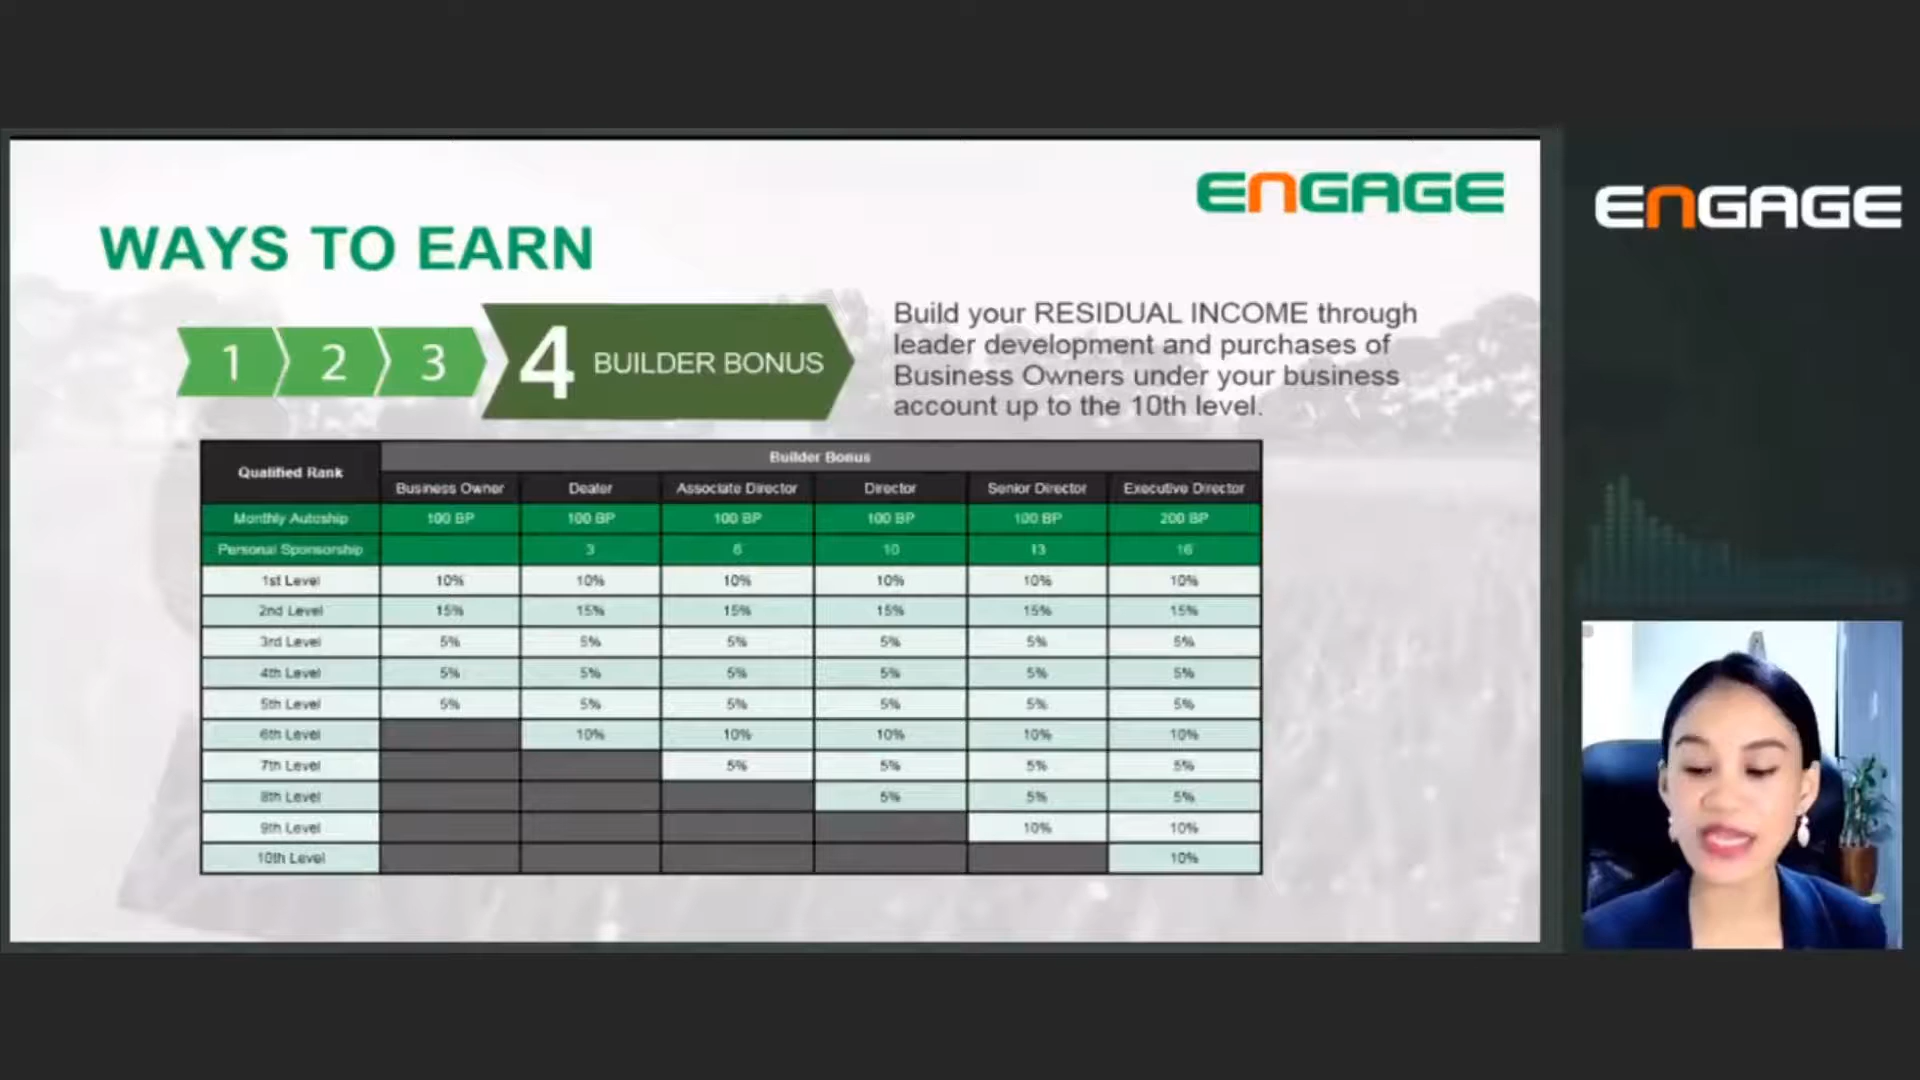 ENGAGE
ENGAGE
WAYS TO EARN
1 2 3 4 BUILDER BONUS
Build your RESIDUAL INCOME through
leader development and purchases of
Business Owners under your business
account up to the 10th level.
Qualified Rank
Builder Bonus
Business Owner Dealer Associate Director Director Senior Director Executive Director
Monthly Autoship 100 BP 100 BP 100 BP 100 BP 100 BP 200 BP
Personal Sponsorship 3 6 10 13 16
1st Level 10% 10% 10% 10% 10% 10%
2nd Level 15% 15% 15% 15% 15% 15%
3rd Level 5% 5% 5% 5% 5% 5%
4th Level 5% 5% 5% 5% 5% 5%
5th Level 5% 5% 5% 5% 5% 5%
6th Level 10% 10% 10% 10% 10%
7th Level 5% 5% 5% 5%
8th Level 5% 5% 5%
9th Level 10% 10%
10th Level 10%